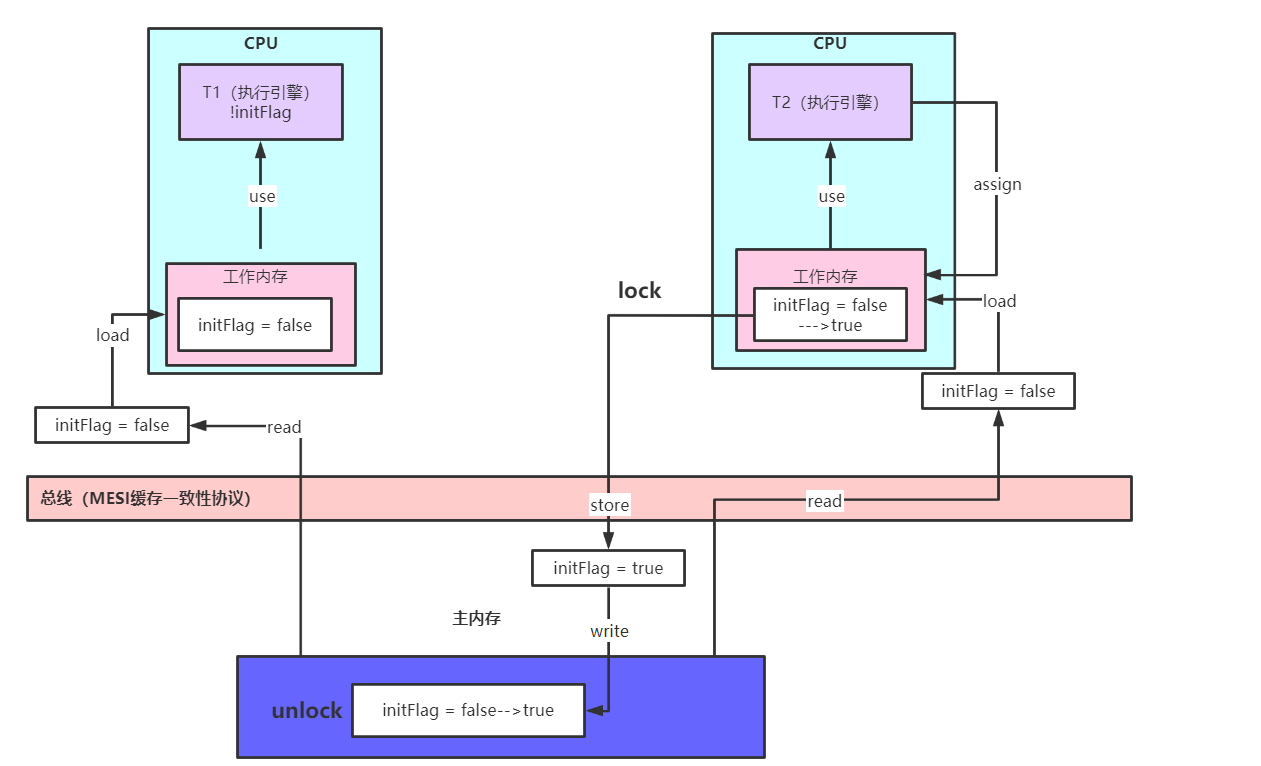 CPU
T1（执行引擎）
!initFlag
use
工作内存
initFlag = false
load
initFlag = false
read
CPU
T2（执行引擎）
use
assign
工作内存
initFlag = false
--->true
load
initFlag = false
lock
总线（MESI缓存一致性协议）
store
read
initFlag = true
主内存
write
unlock
initFlag = false-->true